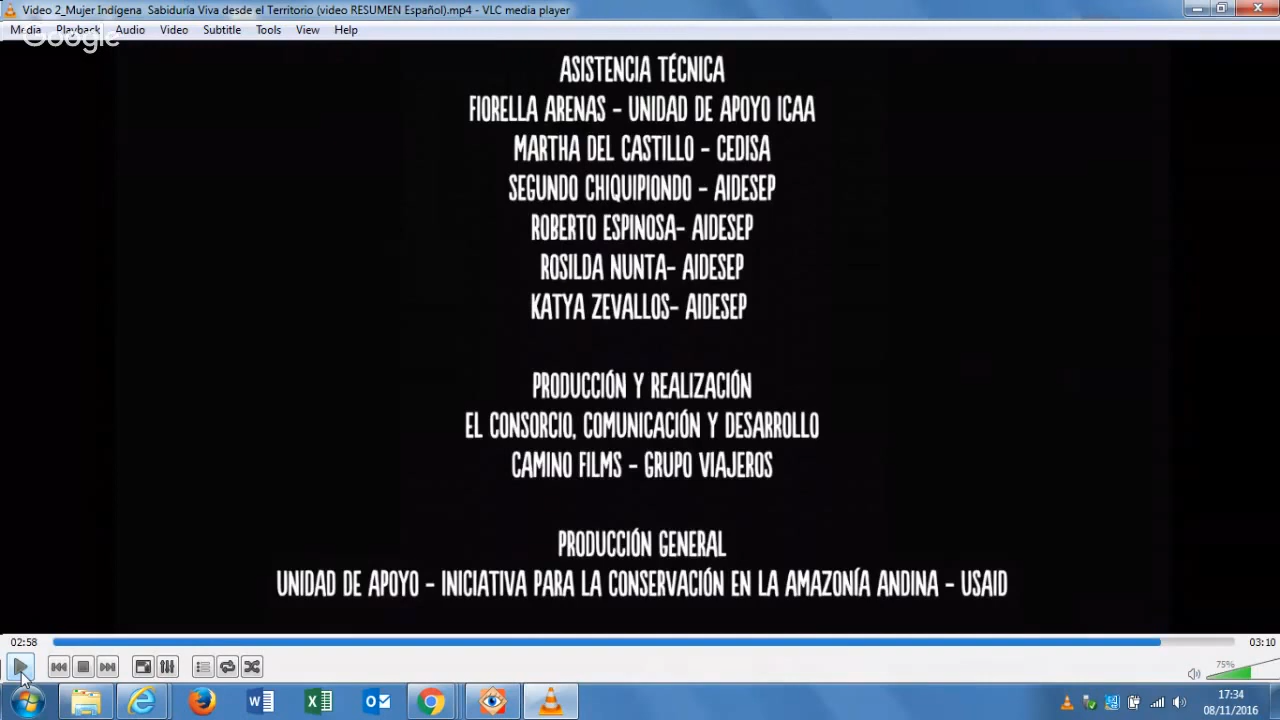 Video 2_Mujer Indígena Sabiduría Viva desde el Territorio (video RESUMEN Español).mp4 - VLC media player
Media Playback Audio Video Subtitle Tools View Help
Google
ASISTENCIA TÉCNICA
FIORELLA ARENAS - UNIDAD DE APOYO ICAA
MARTHA DEL CASTILLO - CEDISA
SEGUNDO CHIQUIPIONDO - AIDESEP
ROBERTO ESPINOSA- AIDESEP
ROSILDA NUNTA- AIDESEP
KATYA ZEVALLOS- AIDESEP
PRODUCCIÓN Y REALIZACIÓN
EL CONSORCIO, COMUNICACIÓN Y DESARROLLO
CAMINO FILMS - GRUPO VIAJEROS
PRODUCCIÓN GENERAL
UNIDAD DE APOYO - INICIATIVA PARA LA CONSERVACIÓN EN LA AMAZONÍA ANDINA - USAID
02:58 03:10
75%
17:34
08/11/2016